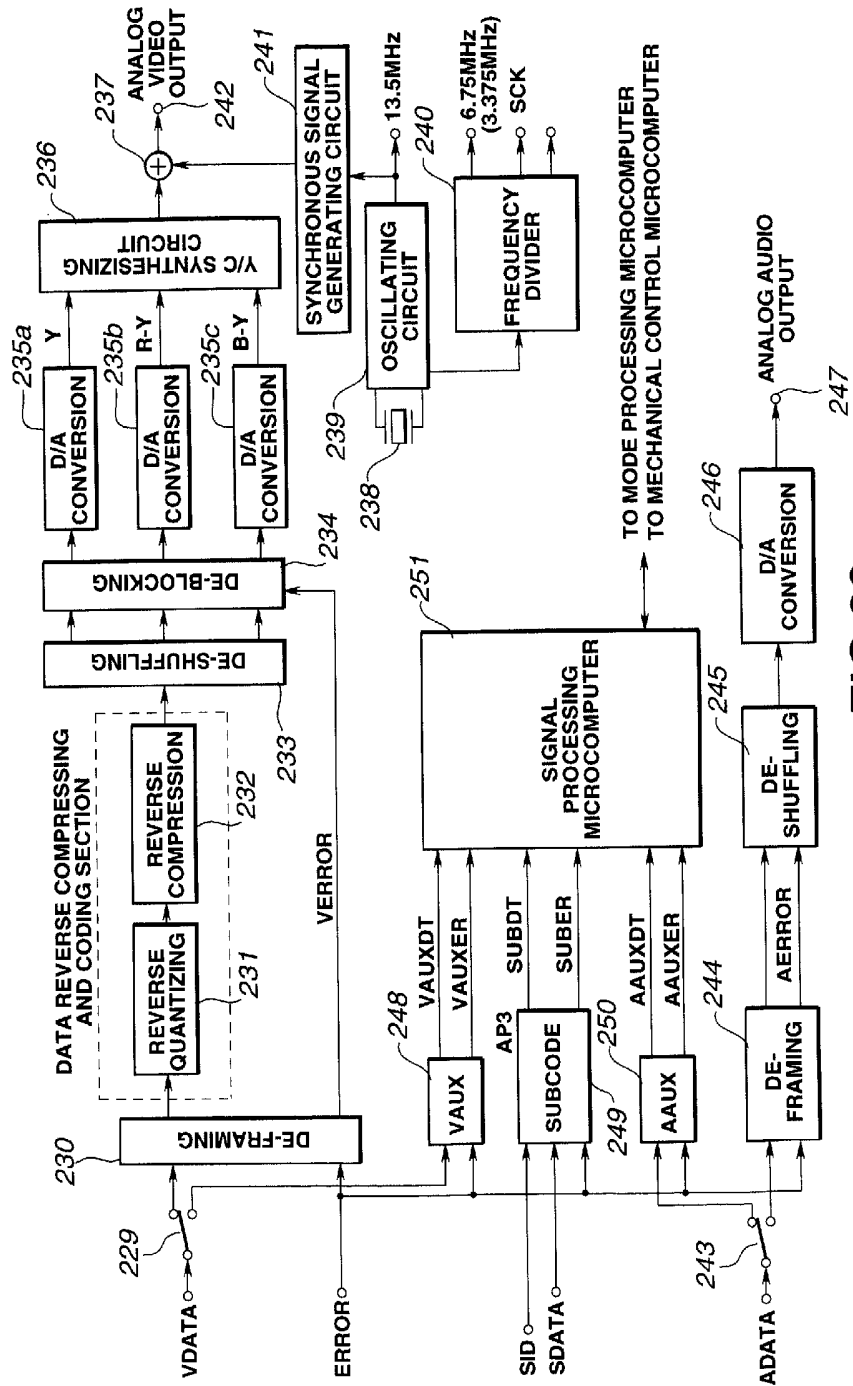 DATA REVERSE COMPRESSING
AND CODING SECTION
VDATA
229
230
DE-FRAMING
REVERSE
QUANTIZING
231
REVERSE
COMPRESSION
232
DE-SHUFFLING
233
DE-BLOCKING
234
D/A
CONVERSION
235a
D/A
CONVERSION
235b
D/A
CONVERSION
235c
Y
R-Y
B-Y
Y/C SYNTHESIZING
CIRCUIT
236
237
ANALOG
VIDEO
OUTPUT
242
SYNCHRONOUS SIGNAL
GENERATING CIRCUIT
241
OSCILLATING
CIRCUIT
239
238
13.5MHz
FREQUENCY
DIVIDER
240
6.75MHz
(3.375MHz)
SCK
VERROR
ERROR
VAUX
248
VAUXDT
VAUXER
SID
SDATA
AP3
SUBCODE
249
SUBDT
SUBER
250
AAUX
AAUXDT
AAUXER
SIGNAL
PROCESSING
MICROCOMPUTER
251
TO MODE PROCESSING MICROCOMPUTER
TO MECHANICAL CONTROL MICROCOMPUTER
ADATA
243
DE-
FRAMING
244
AERROR
DE-
SHUFFLING
245
D/A
CONVERSION
246
ANALOG AUDIO
OUTPUT
247